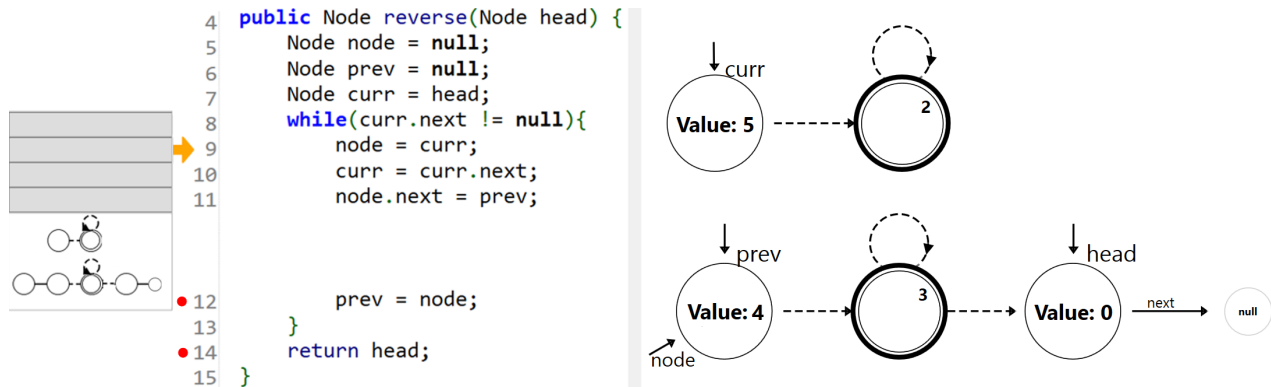 4 public Node reverse(Node head) {
5 Node node = null;
6 Node prev = null;
7 Node curr = head;
8 while(curr.next != null){
9 node = curr;
10 curr = curr.next;
11 node.next = prev;
12 prev = node;
13 }
14 return head;
15 }
curr
Value: 5
2
prev
head
Value: 4
3
Value: 0
next
null
node